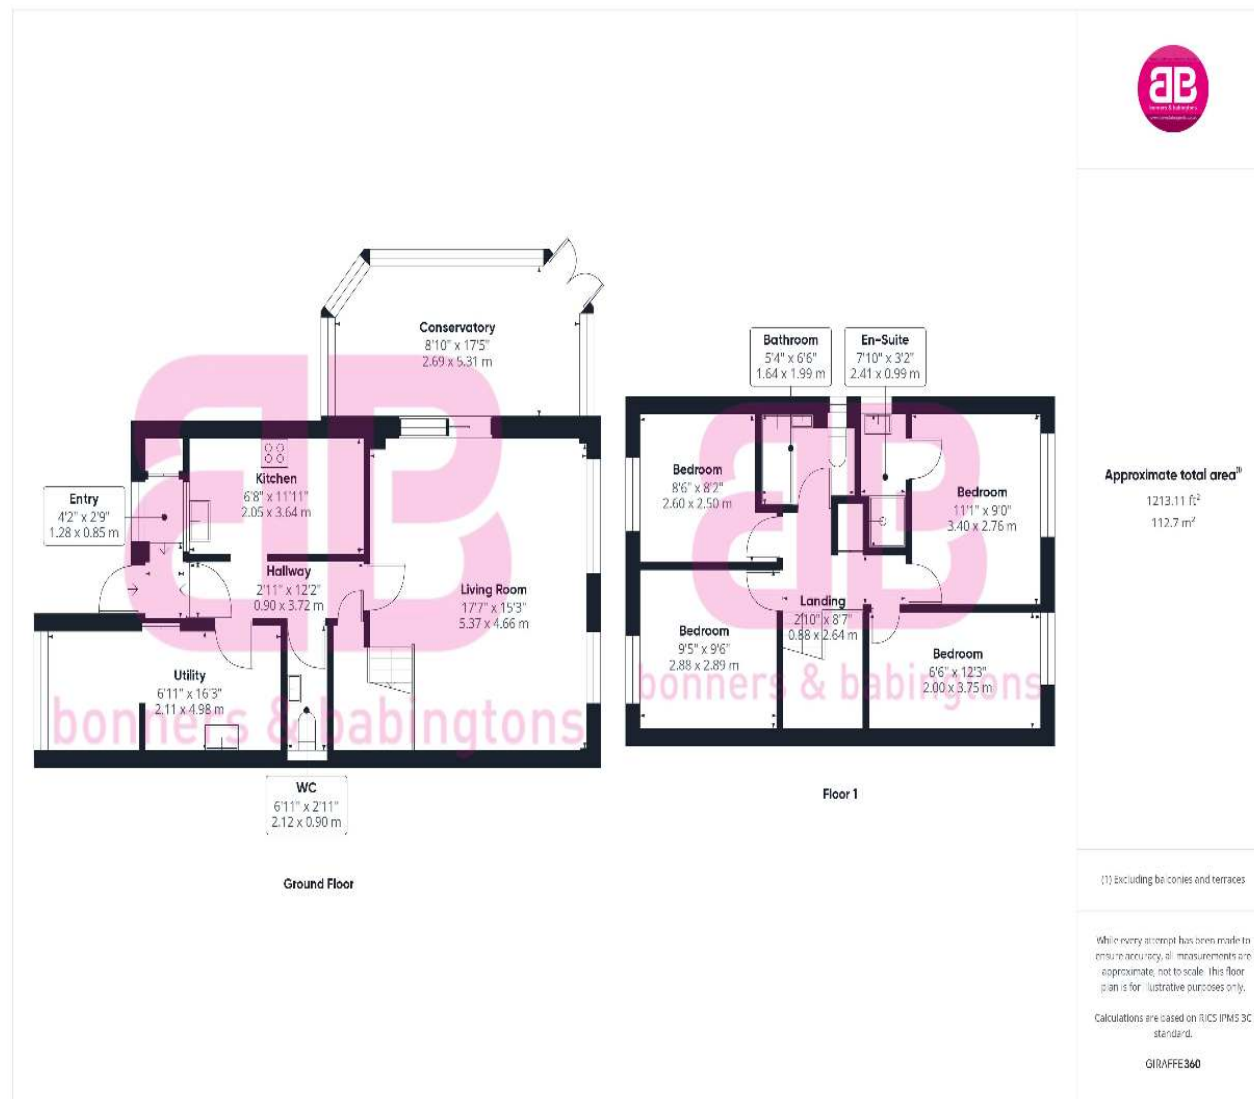 bonners & babingtons
Conservatory
8'10" x 17'5"
2.69 x 5.31 m
Kitchen
6'8" x 11'11"
2.05 x 3.64 m
Entry
4'2" x 2'9"
1.28 x 0.85 m
Hallway
2'11" x 12'2"
0.90 x 3.72 m
Living Room
17'7" x 15'3"
5.37 x 4.66 m
Utility
6'11" x 16'3"
2.11 x 4.98 m
bonners & babingtons
WC
6'11" x 2'11"
2.12 x 0.90 m
Ground Floor
Bathroom
5'4" x 6'6"
1.64 x 1.99 m
En-Suite
7'10" x 3'2"
2.41 x 0.99 m
Bedroom
8'6" x 8'2"
2.60 x 2.50 m
Bedroom
11'1" x 9'0"
3.40 x 2.76 m
Landing
2'10" x 8'7"
0.88 x 2.64 m
Bedroom
9'5" x 9'6"
2.88 x 2.89 m
Bedroom
6'6" x 12'3"
2.00 x 3.75 m
bonners & babingtons
Floor 1
Approximate total area⁽¹⁾
1213.11 ft²
112.7 m²
(1) Excluding balconies and terraces
While every attempt has been made to
ensure accuracy, all measurements are
approximate, not to scale. This floor
plan is for illustrative purposes only.
Calculations are based on RICS IPMS 3C
standard.
GIRAFFE360